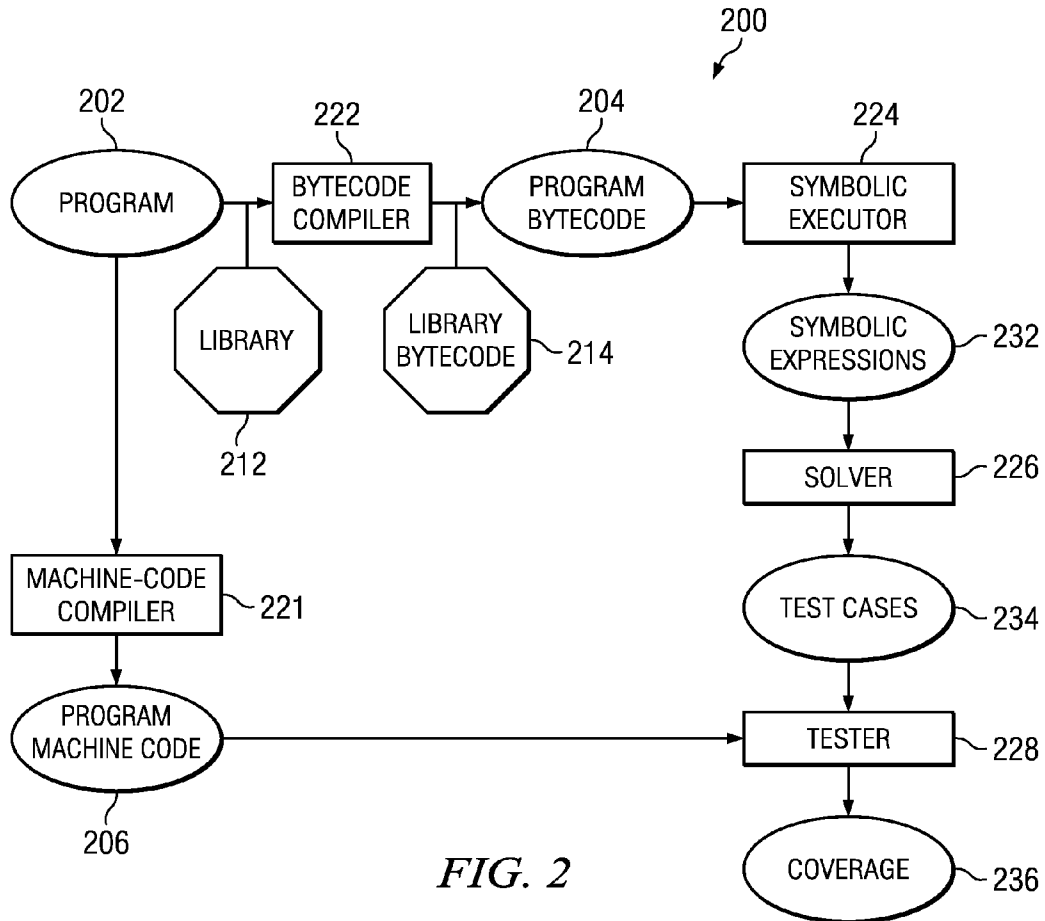 200
202
222
204
224
PROGRAM
BYTECODE
COMPILER
PROGRAM
BYTECODE
SYMBOLIC
EXECUTOR
LIBRARY
212
LIBRARY
BYTECODE
214
SYMBOLIC
EXPRESSIONS
232
SOLVER
226
MACHINE-CODE
COMPILER
221
TEST CASES
234
PROGRAM
MACHINE CODE
206
TESTER
228
COVERAGE
236
FIG. 2